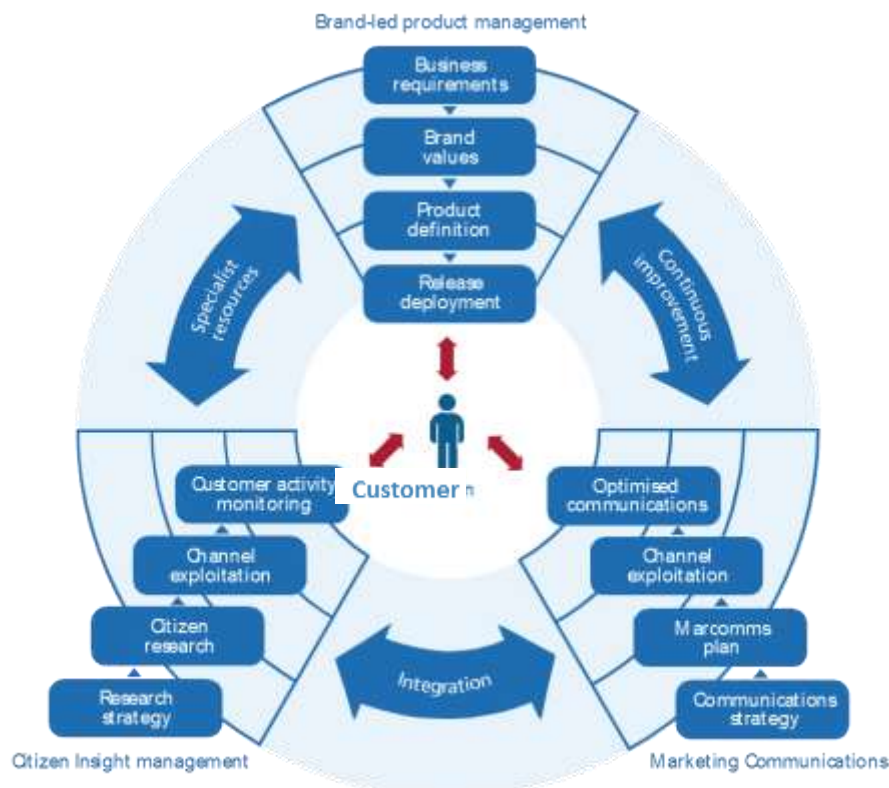 Brand-led product management
Business
requirements
Brand
values
Product
definition
Release
deployment
Specialist
resources
Continuous
improvement
Customer
Customer activity
monitoring
Channel
exploitation
Citizen
research
Research
strategy
Optimised
communications
Channel
exploitation
Marcomms
plan
Communications
strategy
Integration
Citizen Insight management
Marketing Communications